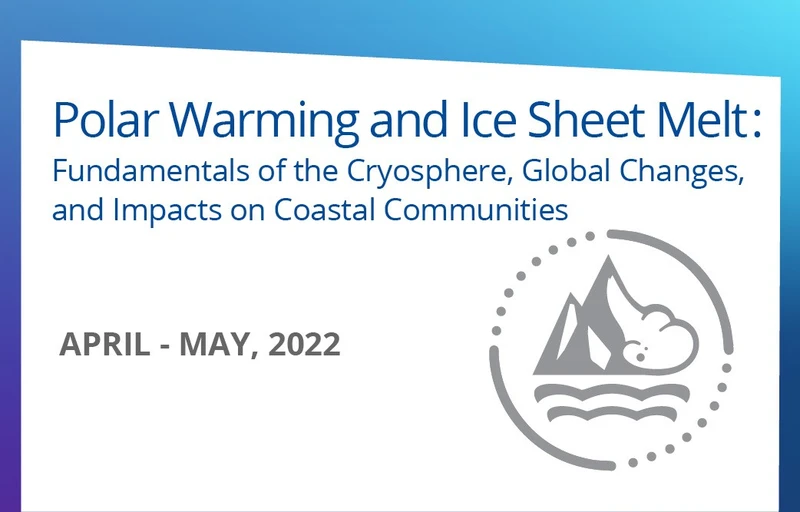 Polar Warming and Ice Sheet Melt:
Fundamentals of the Cryosphere, Global Changes,
and Impacts on Coastal Communities
APRIL - MAY, 2022